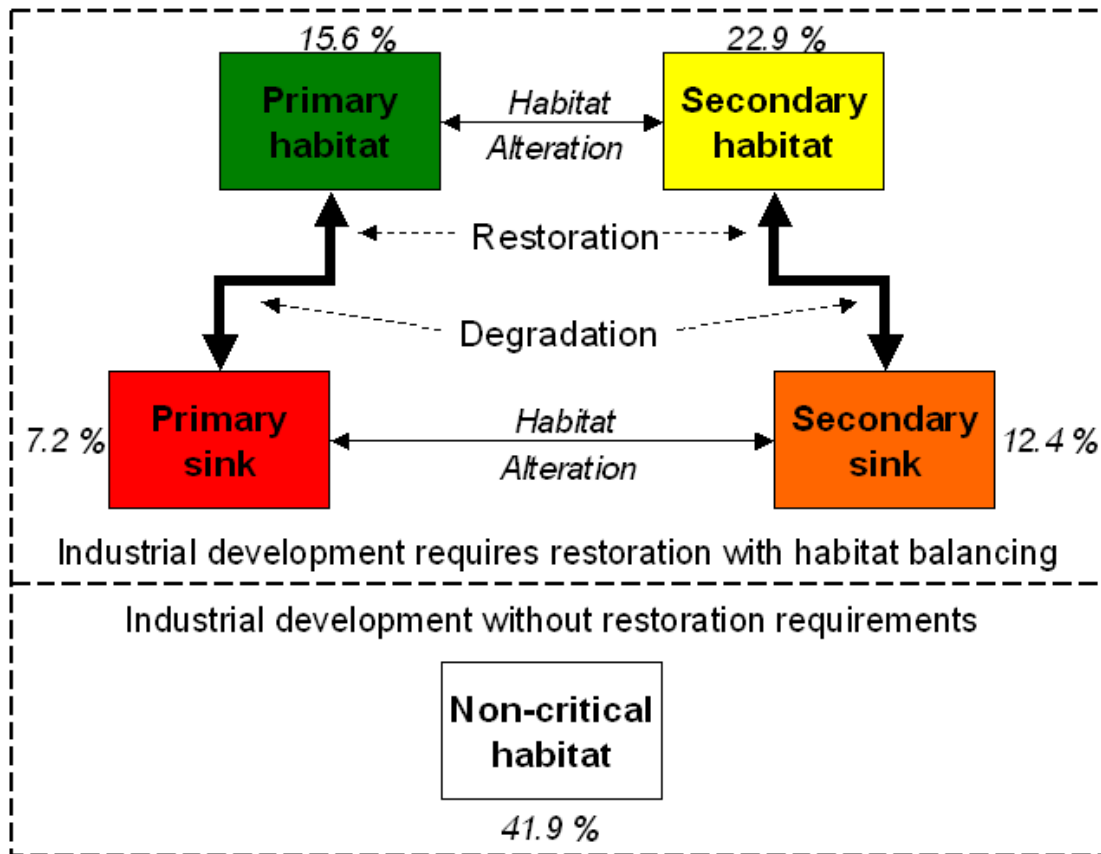 15.6 %
22.9 %
Primary
habitat
Habitat
Alteration
Secondary
habitat
Restoration
Degradation
7.2 %
Primary
sink
Habitat
Alteration
Secondary
sink
12.4 %
Industrial development requires restoration with habitat balancing
Industrial development without restoration requirements
Non-critical
habitat
41.9 %